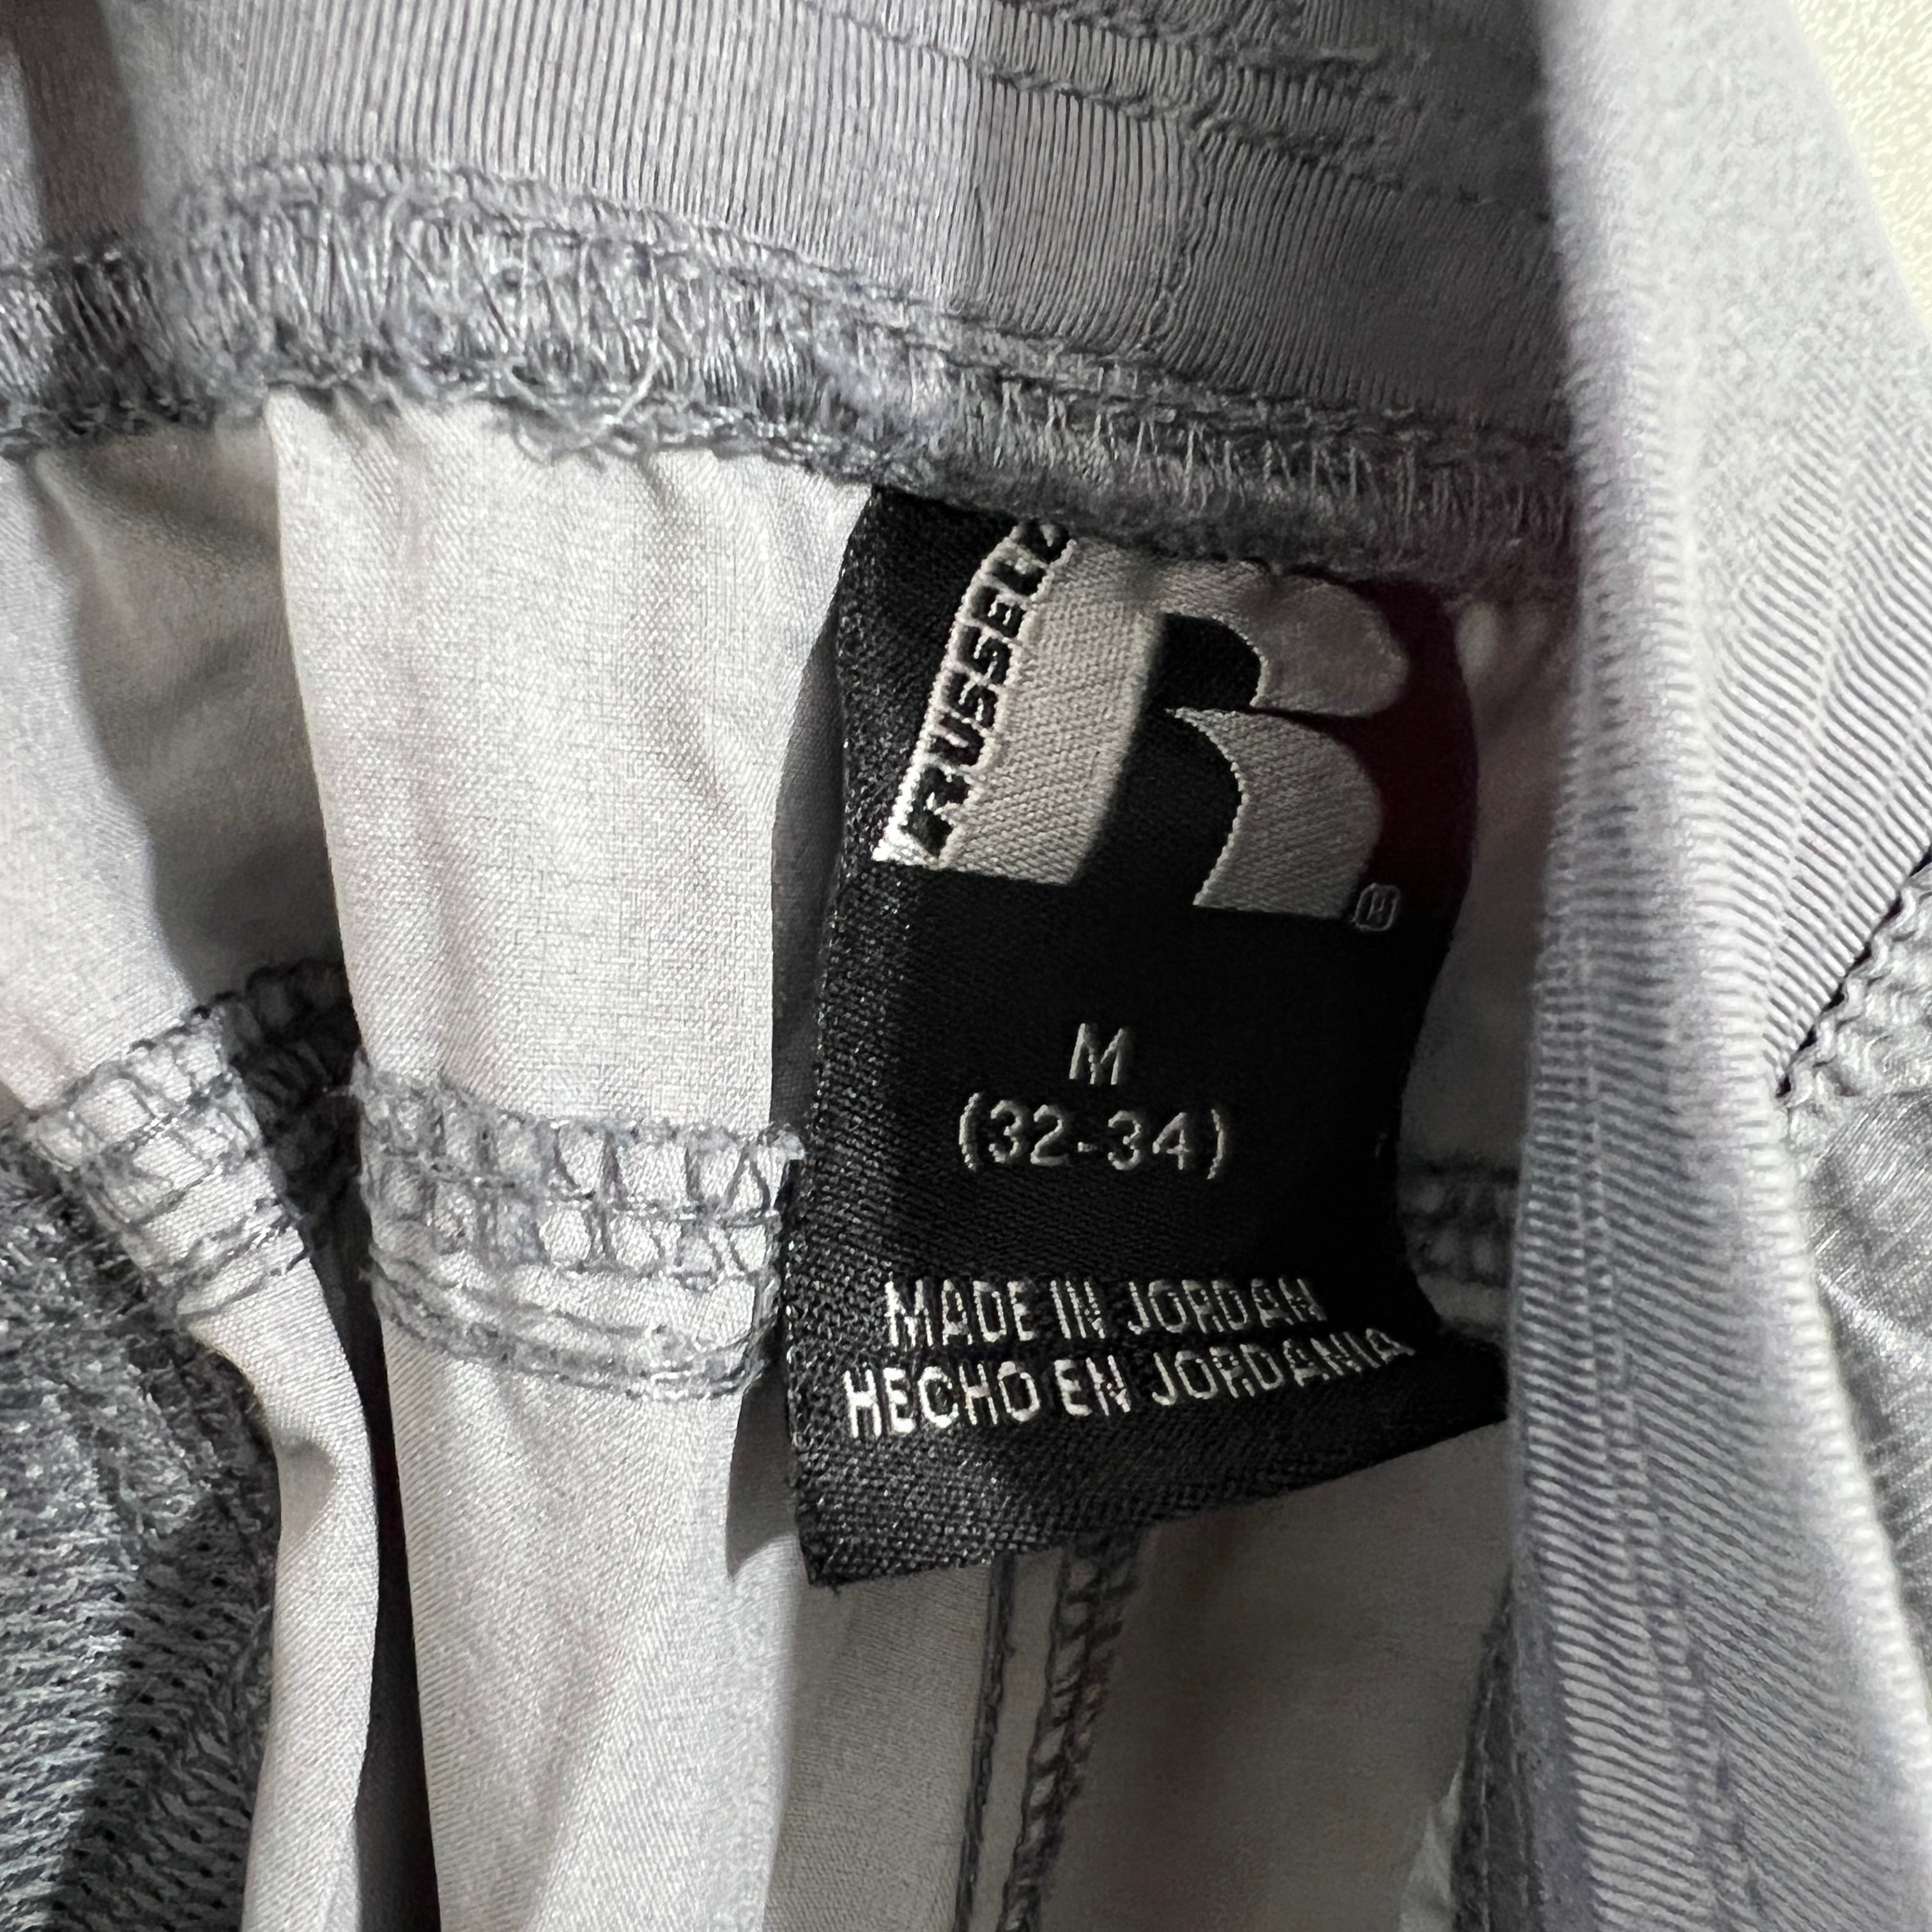 RUSSELL
R
®
M
(32-34)
MADE IN JORDAN
HECHO EN JORDANIA